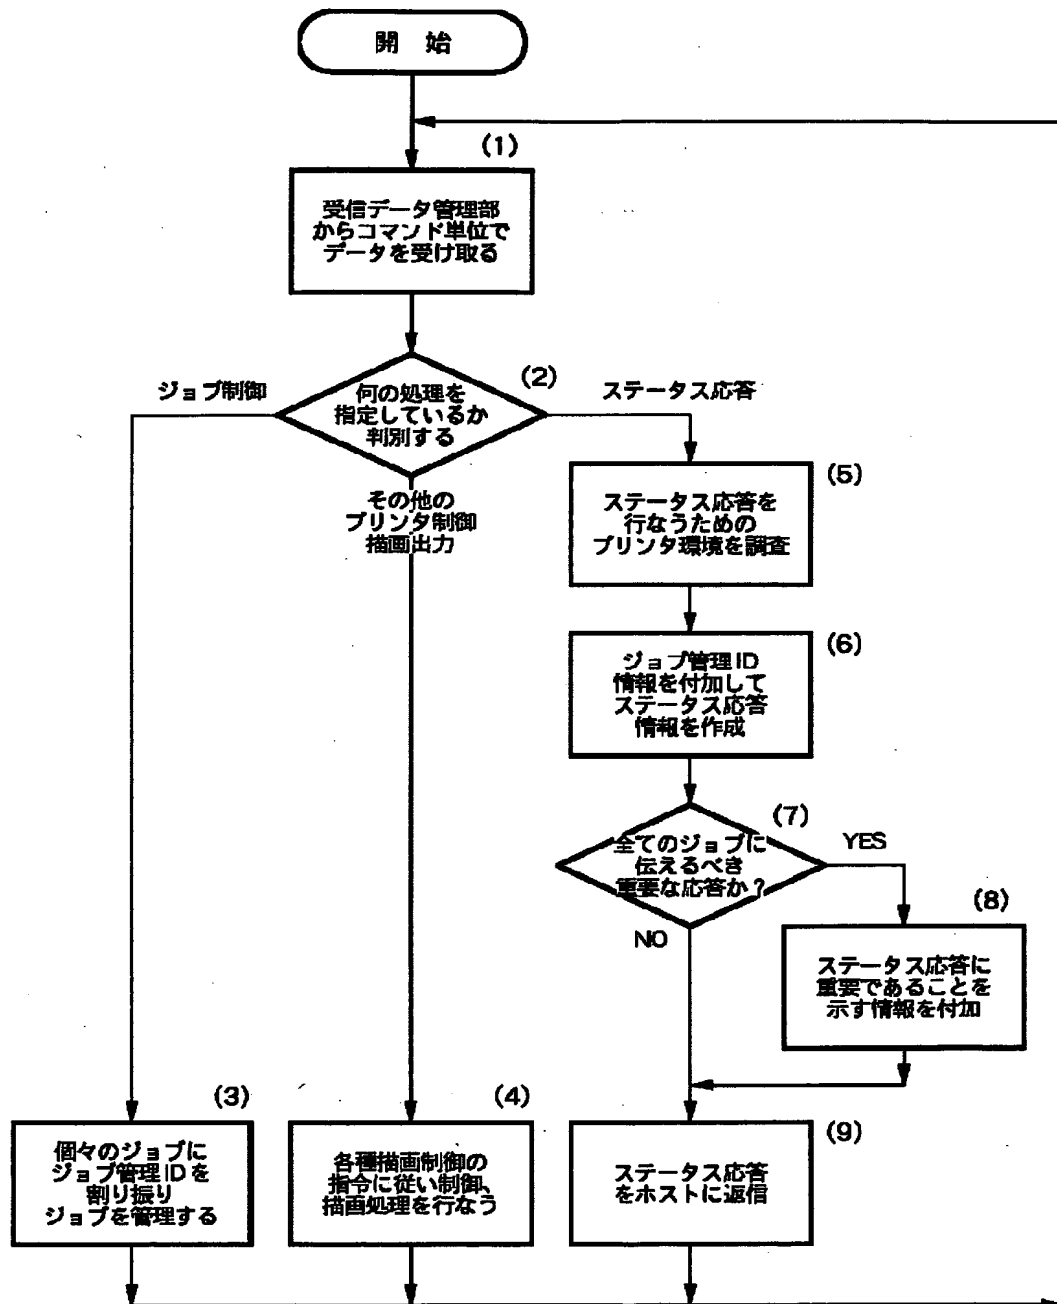 開 始
(1)
受信データ管理部
からコマンド単位で
データを受け取る
(2)
何の処理を
指定しているか
判別する
ジョブ制御
ステータス応答
その他の
プリンタ制御
描画出力
(5)
ステータス応答を
行なうための
プリンタ環境を調査
(6)
ジョブ管理ID
情報を付加して
ステータス応答
情報を作成
(7)
全てのジョブに
伝えるべき
重要な応答か?
YES
NO
(8)
ステータス応答に
重要であることを
示す情報を付加
(3)
個々のジョブに
ジョブ管理IDを
割り振り
ジョブを管理する
(4)
各種描画制御の
指令に従い制御、
描画処理を行なう
(9)
ステータス応答
をホストに返信